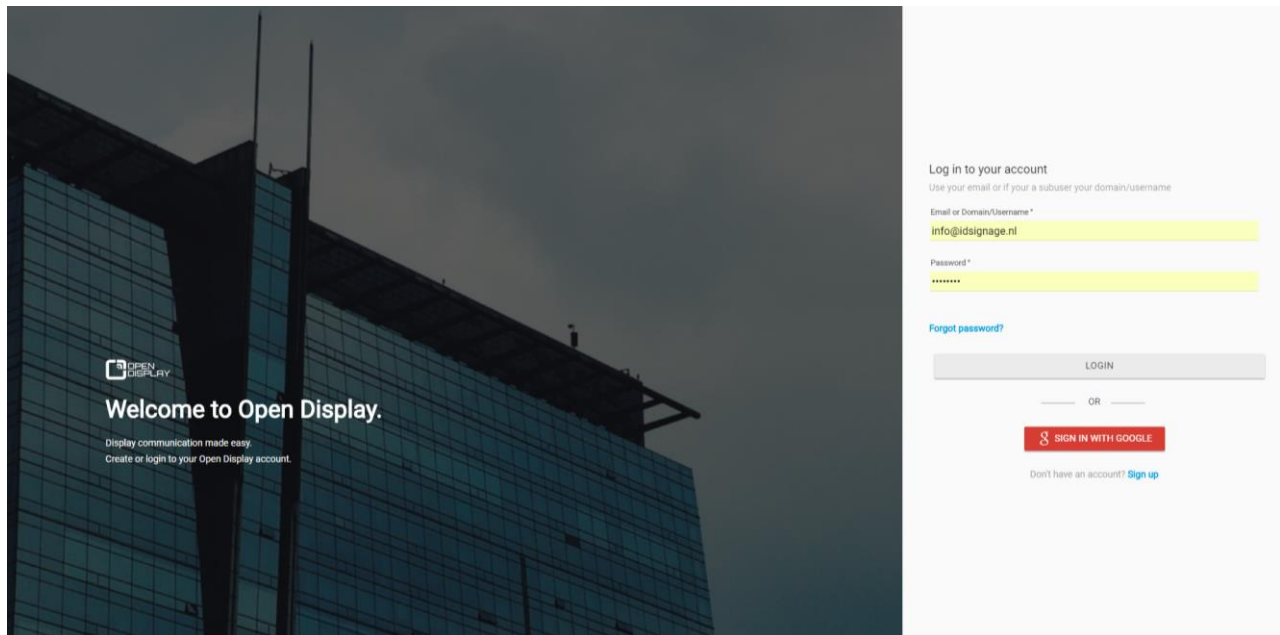 OPEN
DISPLAY
Welcome to Open Display.
Display communication made easy.
Create or login to your Open Display account.
Log in to your account
Use your email or if your a subuser your domain/username
Email or Domain/Username *
info@idsignage.nl
Password *
••••••••
Forgot password?
LOGIN
OR
8 SIGN IN WITH GOOGLE
Don't have an account? Sign up